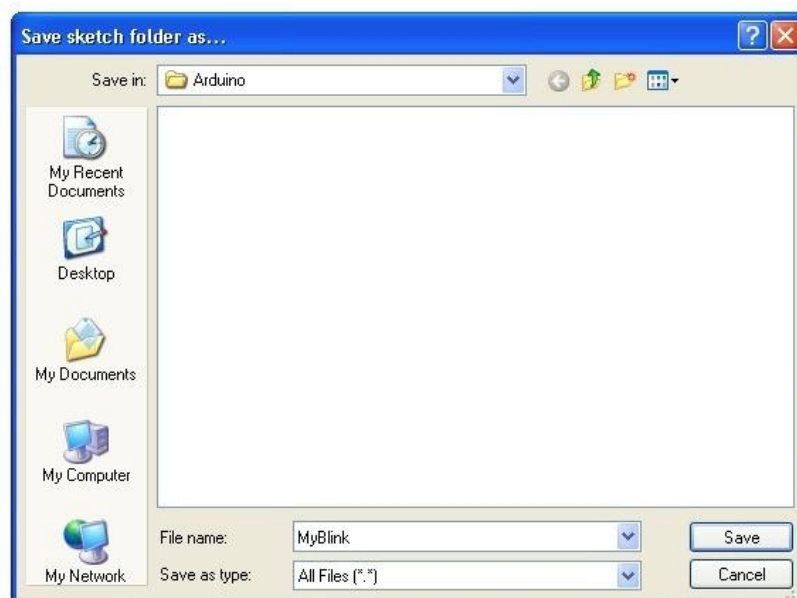 Save sketch folder as...
Save in:
Arduino
My Recent
Documents
Desktop
My Documents
My Computer
My Network
File name:
MyBlink
Save
Save as type:
All Files (*.*)
Cancel